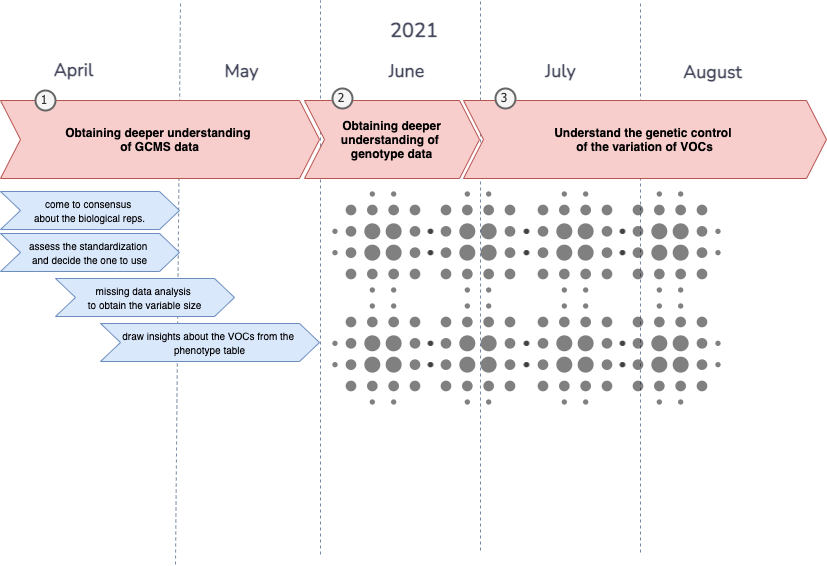 2021
April
May
June
July
August
1
2
3
Obtaining deeper understanding
of GCMS data
Obtaining deeper
understanding of
genotype data
Understand the genetic control
of the variation of VOCs
come to consensus
about the biological reps.
assess the standardization
and decide the one to use
missing data analysis
to obtain the variable size
draw insights about the VOCs from the
phenotype table